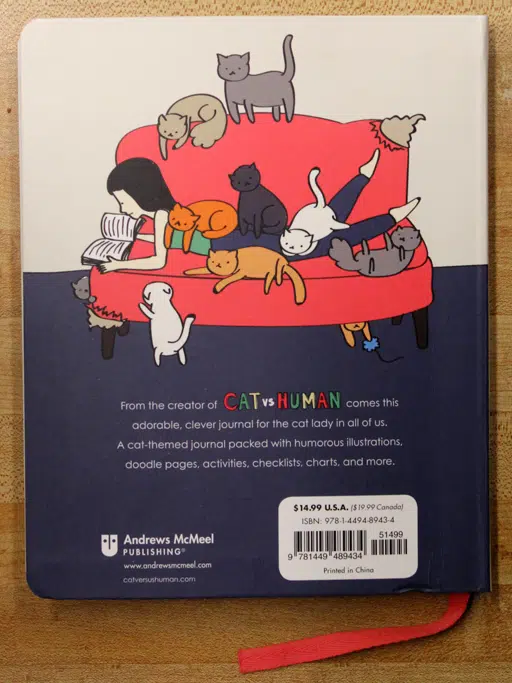 From the creator of CAT vs HUMAN comes this
adorable, clever journal for the cat lady in all of us.
A cat-themed journal packed with humorous illustrations,
doodle pages, activities, checklists, charts, and more.
$14.99 U.S.A. ($19.99 Canada)
ISBN: 978-1-4494-8943-4
51499
9 781449 489434
Printed in China
Andrews McMeel
PUBLISHING®
www.andrewsmcmeel.com
catversushuman.com